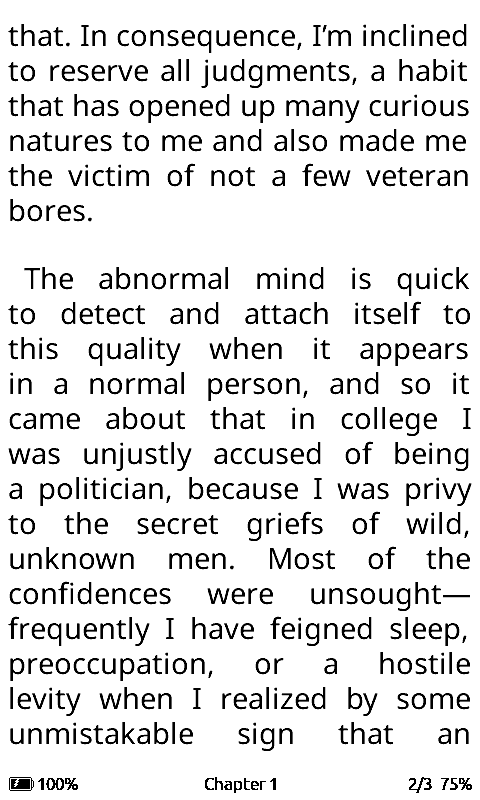 that. In consequence, I’m inclined
to reserve all judgments, a habit
that has opened up many curious
natures to me and also made me
the victim of not a few veteran
bores.
The abnormal mind is quick
to detect and attach itself to
this quality when it appears
in a normal person, and so it
came about that in college I
was unjustly accused of being
a politician, because I was privy
to the secret griefs of wild,
unknown men. Most of the
confidences were unsought—
frequently I have feigned sleep,
preoccupation, or a hostile
levity when I realized by some
unmistakable sign that an
100% Chapter 1 2/3 75%